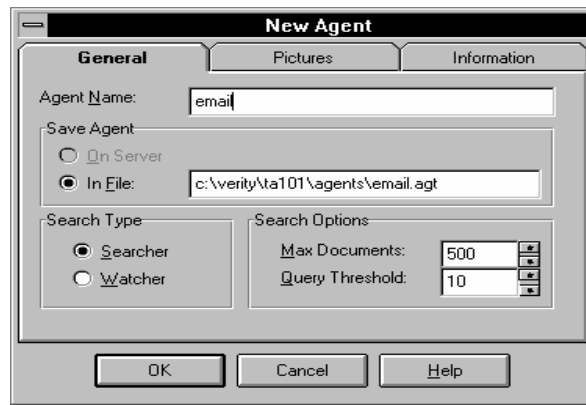 New Agent
General Pictures Information
Agent Name: email
Save Agent
On Server
In File: c:\verity\ta101\agents\email.agt
Search Type Search Options
Searcher Max Documents: 500
Watcher Query Threshold: 10
OK Cancel Help